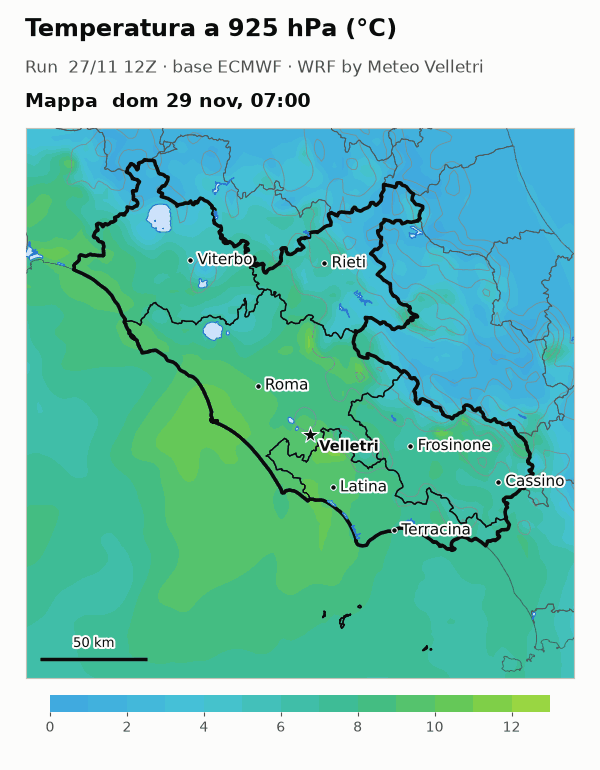 Temperatura a 925 hPa (°C)
Run  27/11 12Z · base ECMWF · WRF by Meteo Velletri
Mappa  dom 29 nov, 07:00
Viterbo
Rieti
Roma
Velletri
Frosinone
Cassino
Latina
Terracina
50 km
0 2 4 6 8 10 12